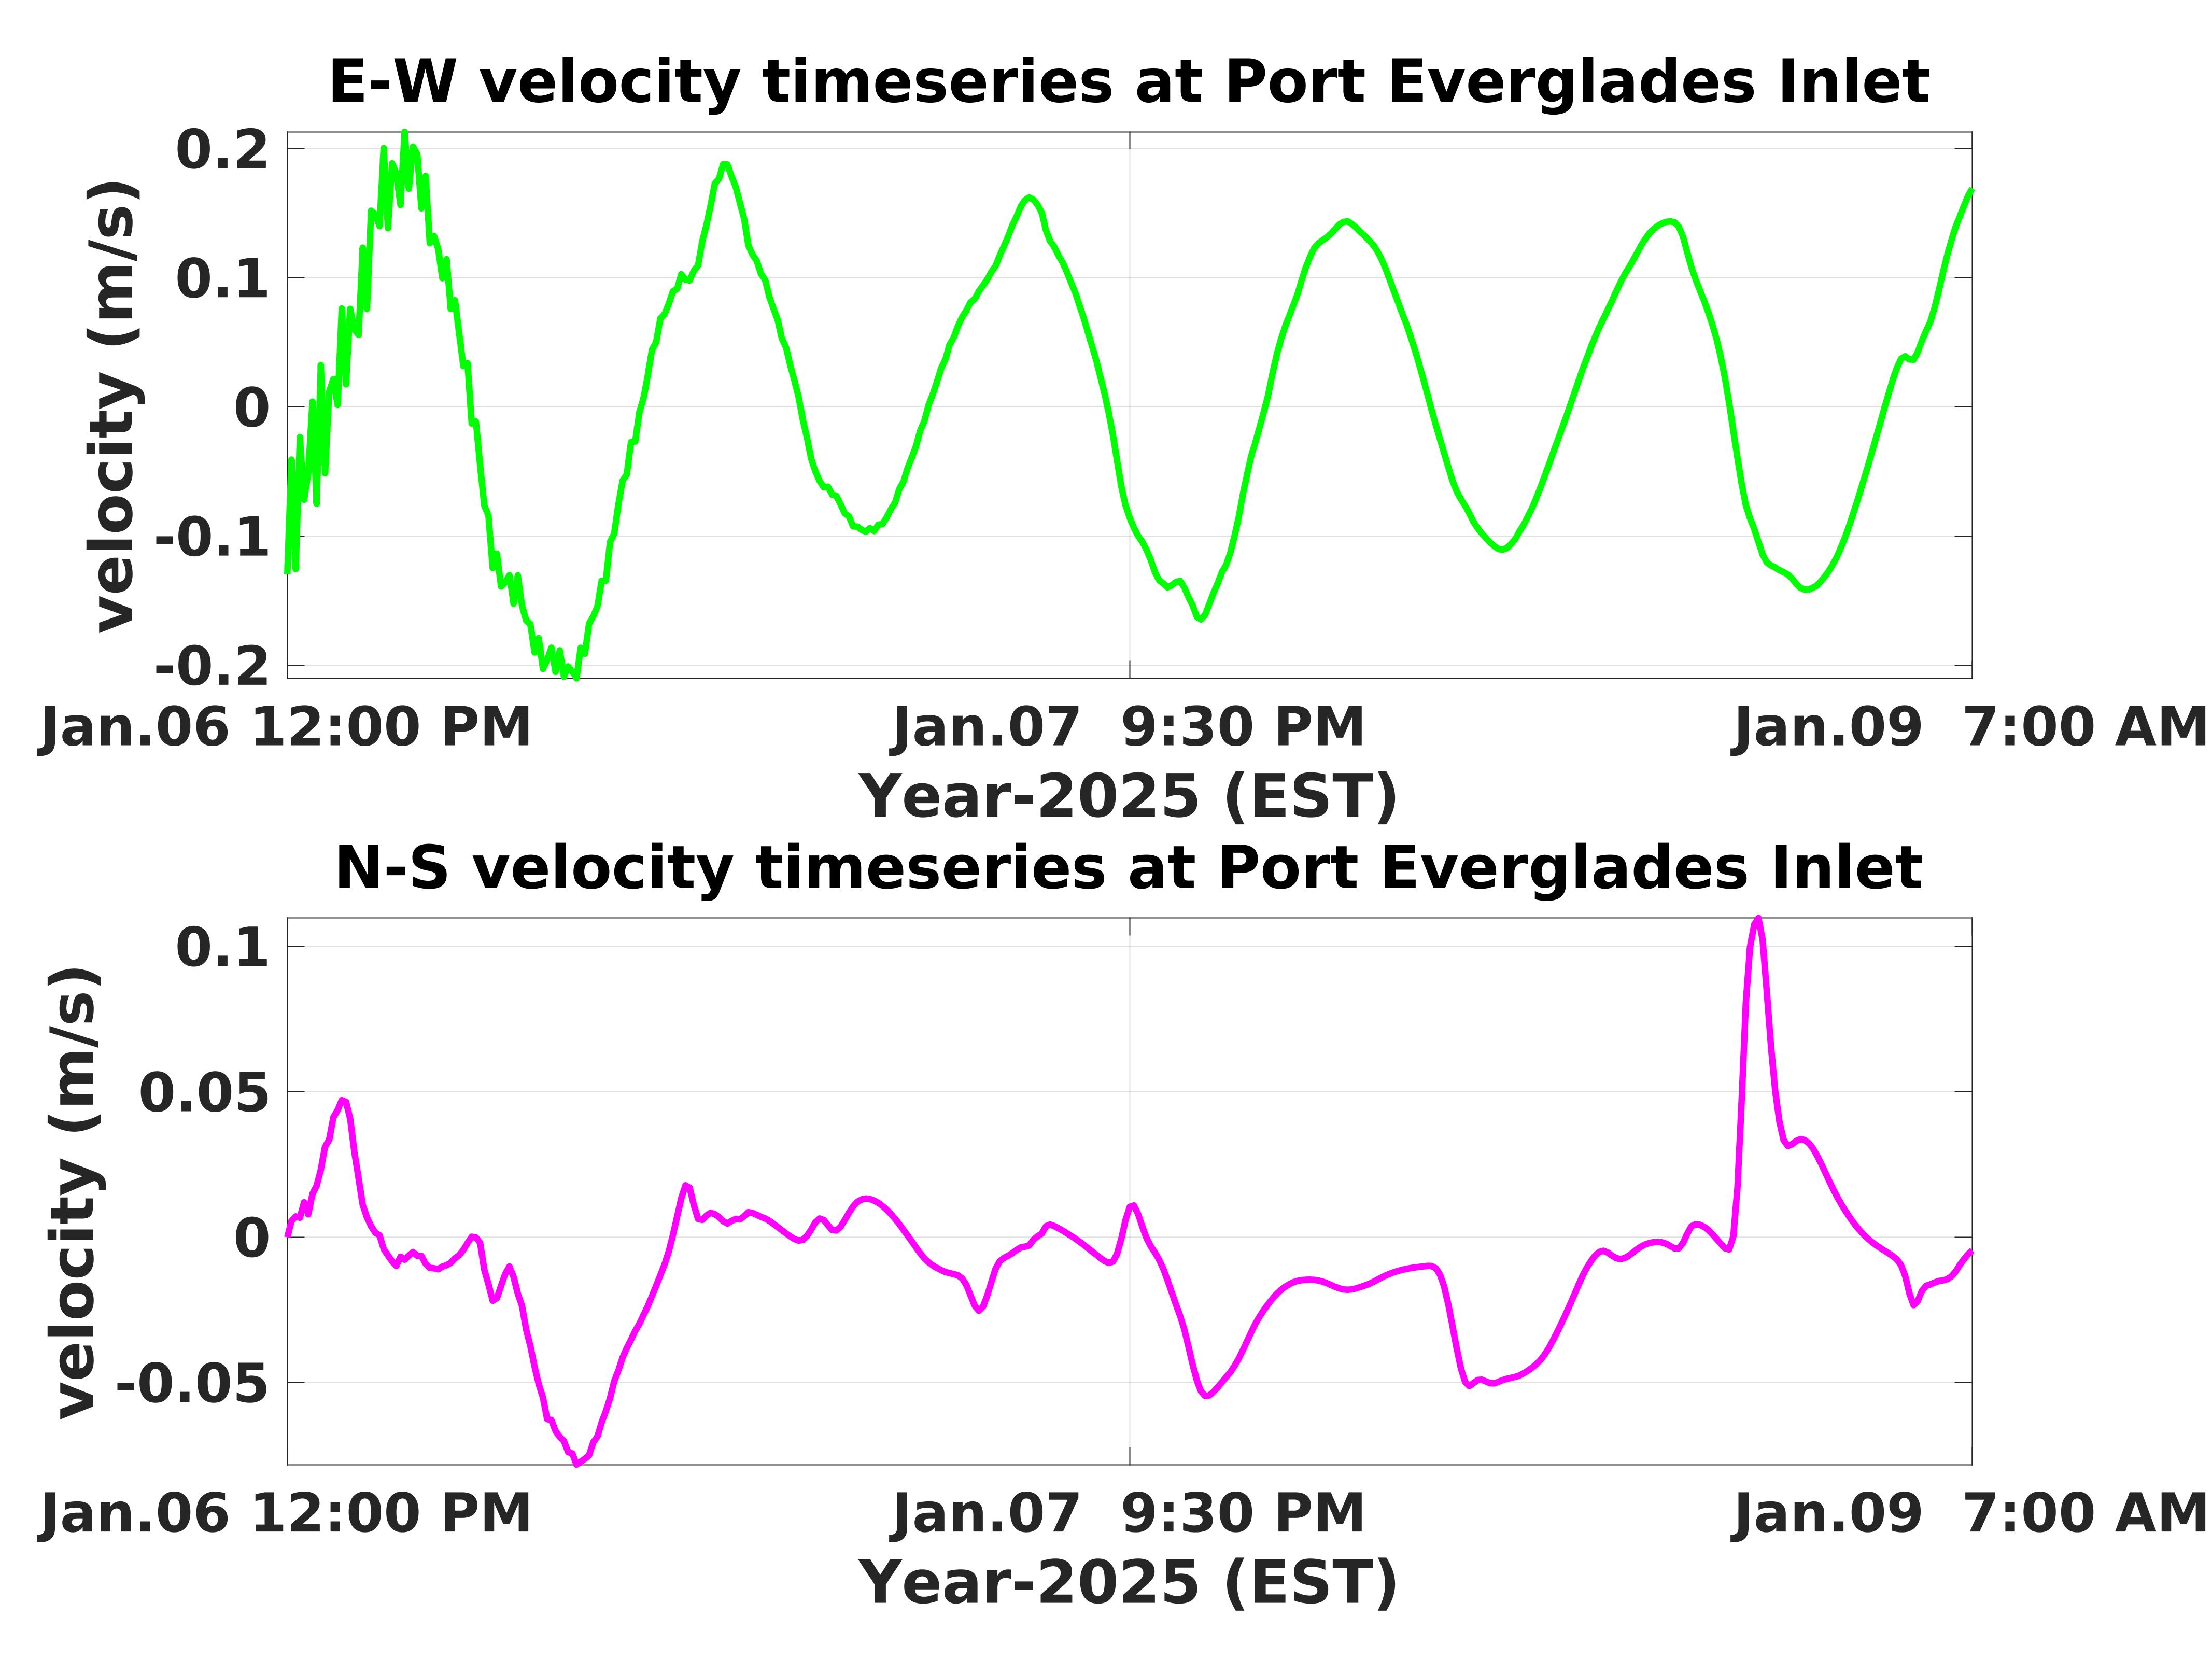 E-W velocity timeseries at Port Everglades Inlet
velocity (m/s)
0.2
0.1
0
-0.1
-0.2
Jan.06 12:00 PM
Jan.07  9:30 PM
Jan.09  7:00 AM
Year-2025 (EST)
N-S velocity timeseries at Port Everglades Inlet
velocity (m/s)
0.1
0.05
0
-0.05
Jan.06 12:00 PM
Jan.07  9:30 PM
Jan.09  7:00 AM
Year-2025 (EST)